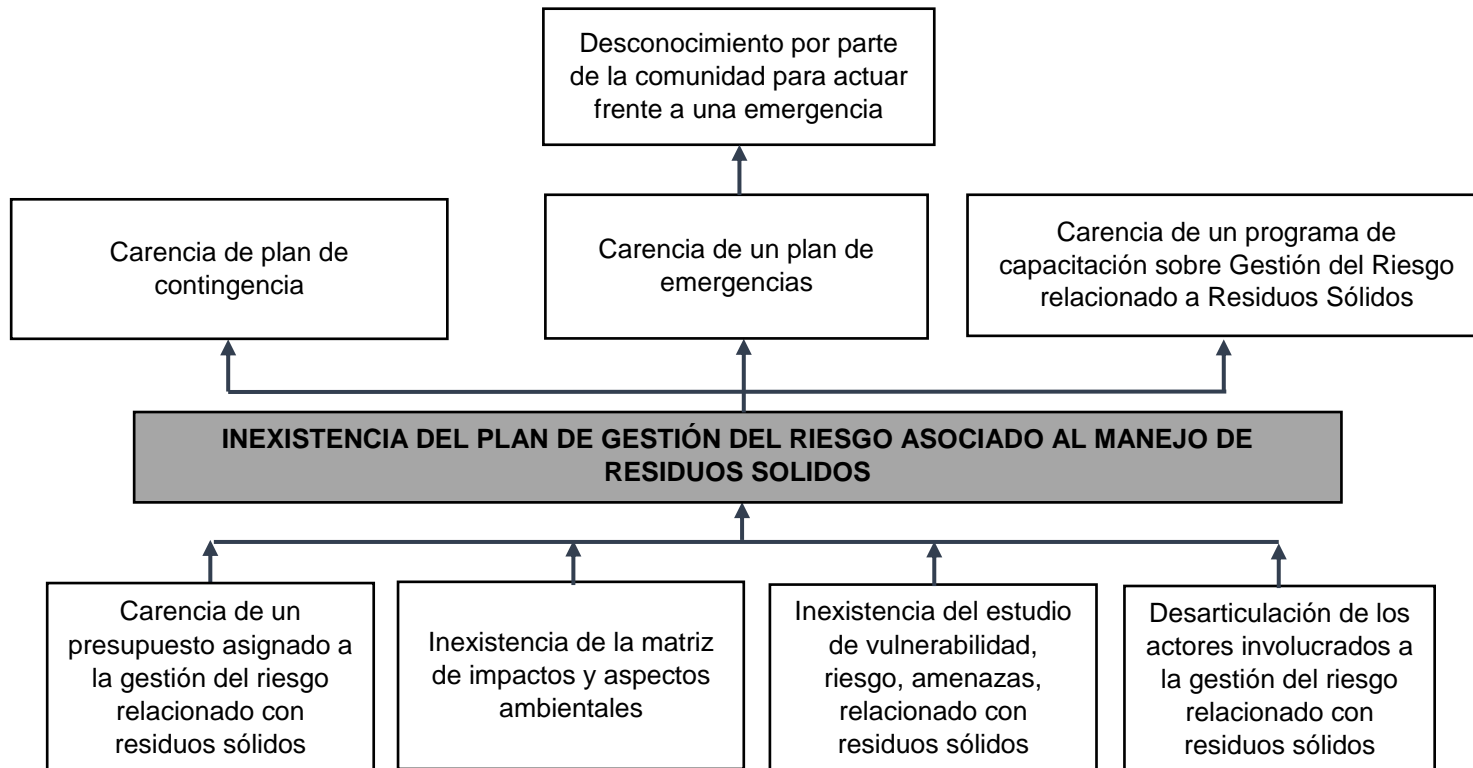 Desconocimiento por parte
de la comunidad para actuar
frente a una emergencia
Carencia de plan de
contingencia
Carencia de un plan de
emergencias
Carencia de un programa de
capacitación sobre Gestión del Riesgo
relacionado a Residuos Sólidos
INEXISTENCIA DEL PLAN DE GESTIÓN DEL RIESGO ASOCIADO AL MANEJO DE
RESIDUOS SOLIDOS
Carencia de un
presupuesto asignado a
la gestión del riesgo
relacionado con
residuos sólidos
Inexistencia de la matriz
de impactos y aspectos
ambientales
Inexistencia del estudio
de vulnerabilidad,
riesgo, amenazas,
relacionado con
residuos sólidos
Desarticulación de los
actores involucrados a
la gestión del riesgo
relacionado con
residuos sólidos